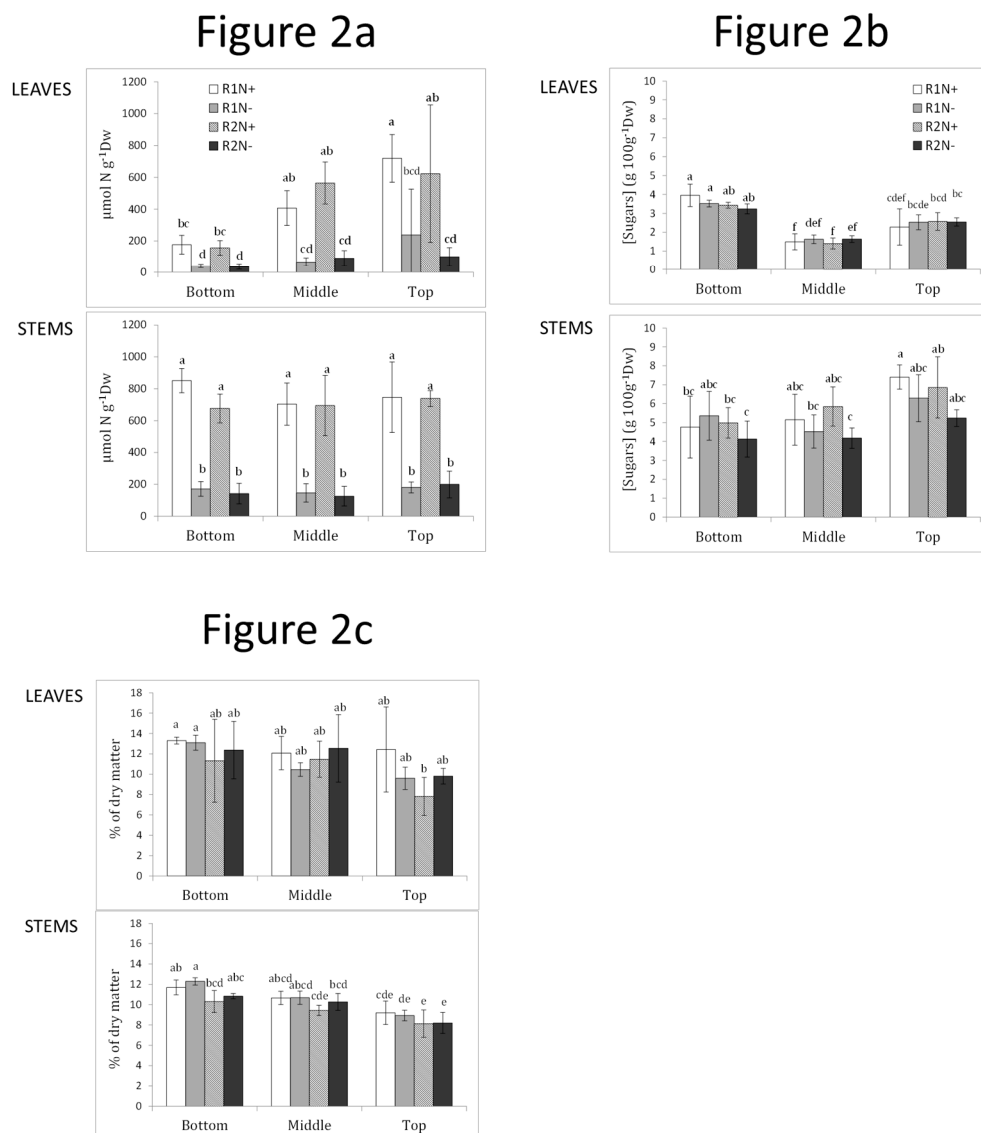 Figure 2a
LEAVES
1200
1000
800
600
400
200
0
μmol N g⁻¹Dw
R1N+
R1N-
R2N+
R2N-
bc
d
bc
d
ab
cd
ab
cd
a
bcd
ab
cd
Bottom Middle Top
STEMS
1200
1000
800
600
400
200
0
μmol N g⁻¹Dw
a
b
a
b
a
b
a
b
a
b
a
b
Bottom Middle Top
Figure 2b
LEAVES
10
9
8
7
6
5
4
3
2
1
0
[Sugars] (g 100g⁻¹Dw)
R1N+
R1N-
R2N+
R2N-
a
a
ab
ab
f
def
f
ef
cdef
bcde
bcd
bc
Bottom Middle Top
STEMS
10
9
8
7
6
5
4
3
2
1
0
[Sugars] (g 100g⁻¹Dw)
bc
abc
bc
c
abc
bc
abc
c
a
ab
ab
abc
Bottom Middle Top
Figure 2c
LEAVES
18
16
14
12
10
8
6
4
2
0
% of dry matter
a
a
ab
ab
ab
ab
ab
ab
ab
ab
b
ab
Bottom Middle Top
STEMS
18
16
14
12
10
8
6
4
2
0
% of dry matter
ab
a
bcd
abc
abcd
abcd
cde
bcd
cde
de
e
e
Bottom Middle Top